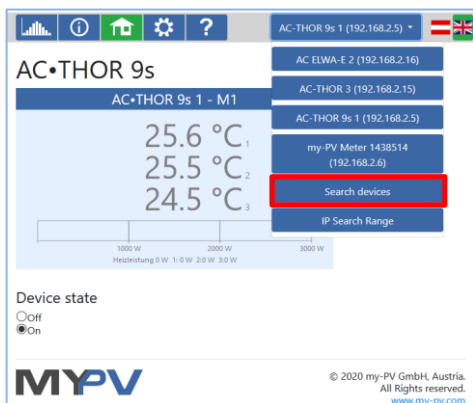 ?
AC-THOR 9s 1 (192.168.2.5)
AC•THOR 9s
AC ELWA-E 2 (192.168.2.16)
AC-THOR 3 (192.168.2.15)
AC-THOR 9s 1 (192.168.2.5)
my-PV Meter 1438514
(192.168.2.6)
Search devices
IP Search Range
AC•THOR 9s 1 - M1
25.6 °C 1
25.5 °C 2
24.5 °C 3
1000 W 2000 W 3000 W
Heizleistung 0 W 1: 0 W 2:0 W 3:0 W
Device state
Off
On
MYPV
© 2020 my-PV GmbH, Austria.
All Rights reserved.
www.my-pv.com